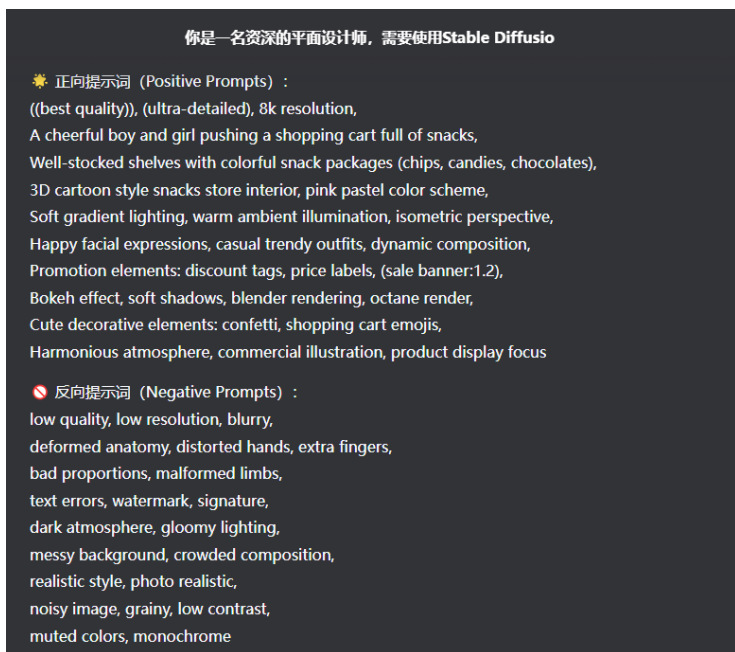 你是一名资深的平面设计师，需要使用Stable Diffusio
🌟 正向提示词（Positive Prompts）:
((best quality)), (ultra-detailed), 8k resolution,
A cheerful boy and girl pushing a shopping cart full of snacks,
Well-stocked shelves with colorful snack packages (chips, candies, chocolates),
3D cartoon style snacks store interior, pink pastel color scheme,
Soft gradient lighting, warm ambient illumination, isometric perspective,
Happy facial expressions, casual trendy outfits, dynamic composition,
Promotion elements: discount tags, price labels, (sale banner:1.2),
Bokeh effect, soft shadows, blender rendering, octane render,
Cute decorative elements: confetti, shopping cart emojis,
Harmonious atmosphere, commercial illustration, product display focus
🚫 反向提示词（Negative Prompts）:
low quality, low resolution, blurry,
deformed anatomy, distorted hands, extra fingers,
bad proportions, malformed limbs,
text errors, watermark, signature,
dark atmosphere, gloomy lighting,
messy background, crowded composition,
realistic style, photo realistic,
noisy image, grainy, low contrast,
muted colors, monochrome